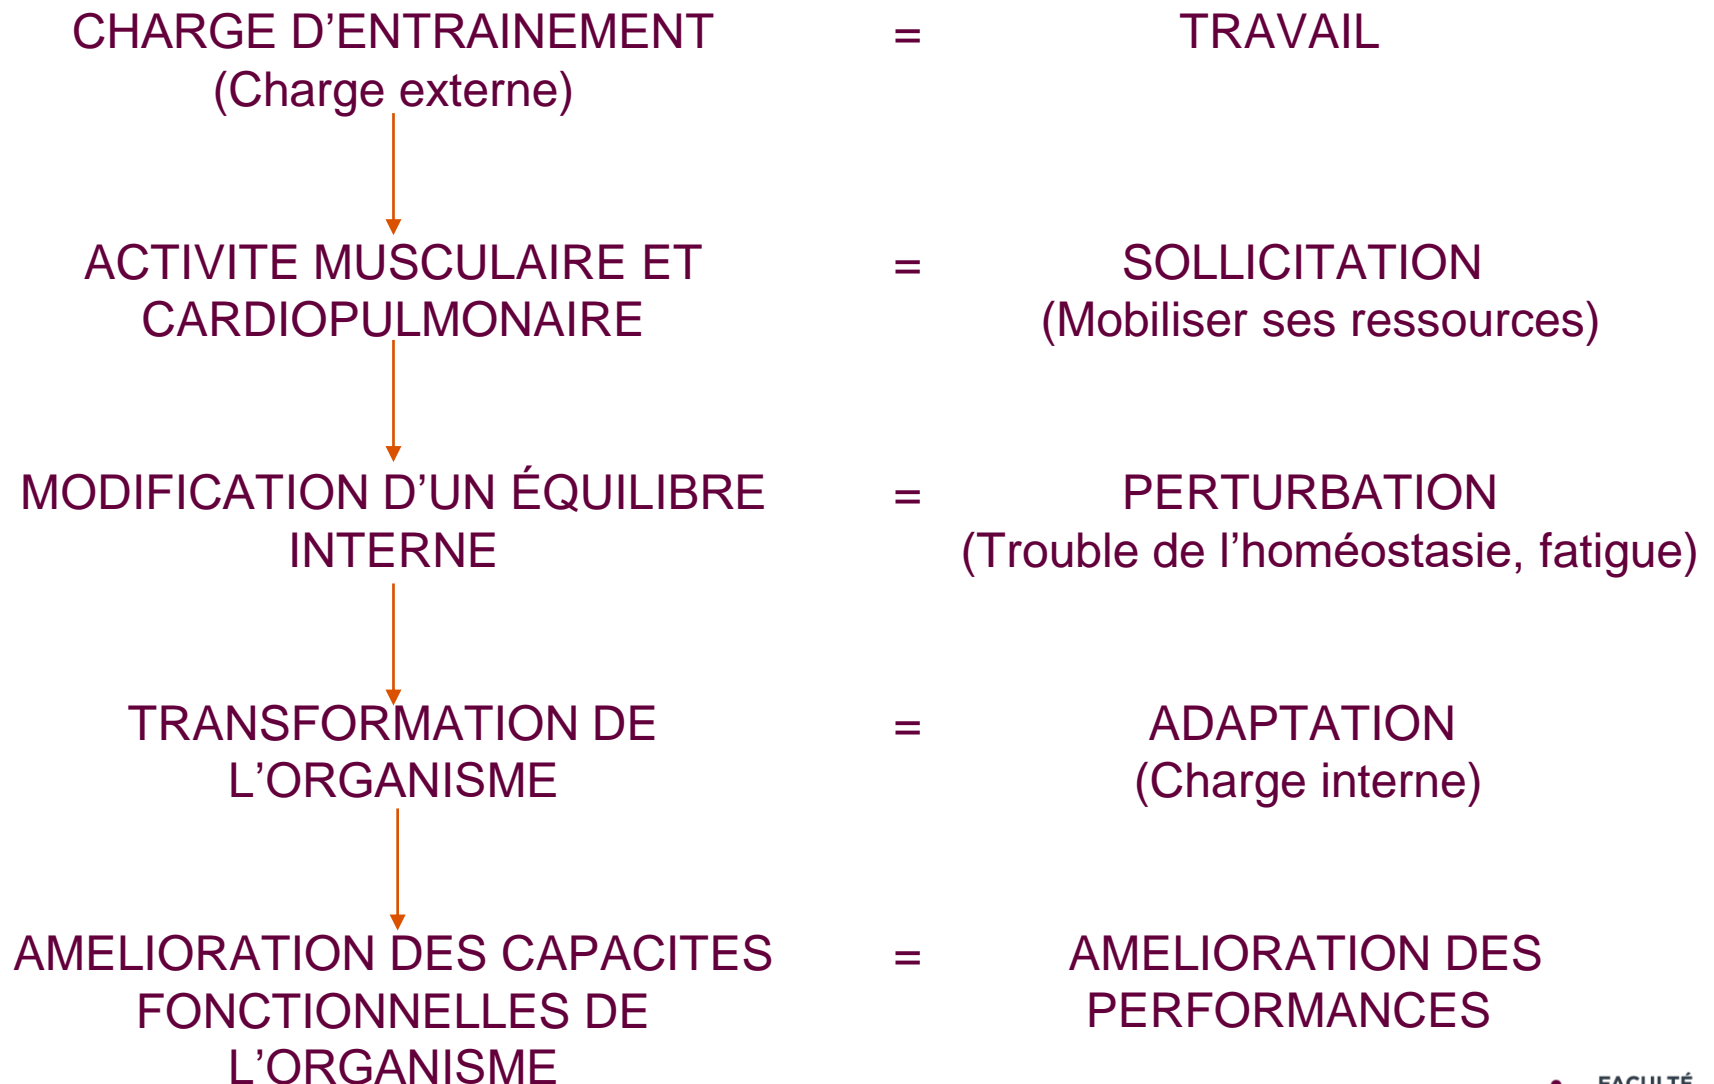 CHARGE D'ENTRAINEMENT = TRAVAIL
(Charge externe)
ACTIVITE MUSCULAIRE ET = SOLLICITATION
CARDIOPULMONAIRE (Mobiliser ses ressources)
MODIFICATION D'UN ÉQUILIBRE = PERTURBATION
INTERNE (Trouble de l'homéostasie, fatigue)
TRANSFORMATION DE = ADAPTATION
L'ORGANISME (Charge interne)
AMELIORATION DES CAPACITES = AMELIORATION DES
FONCTIONNELLES DE PERFORMANCES
L'ORGANISME
FACULTÉ